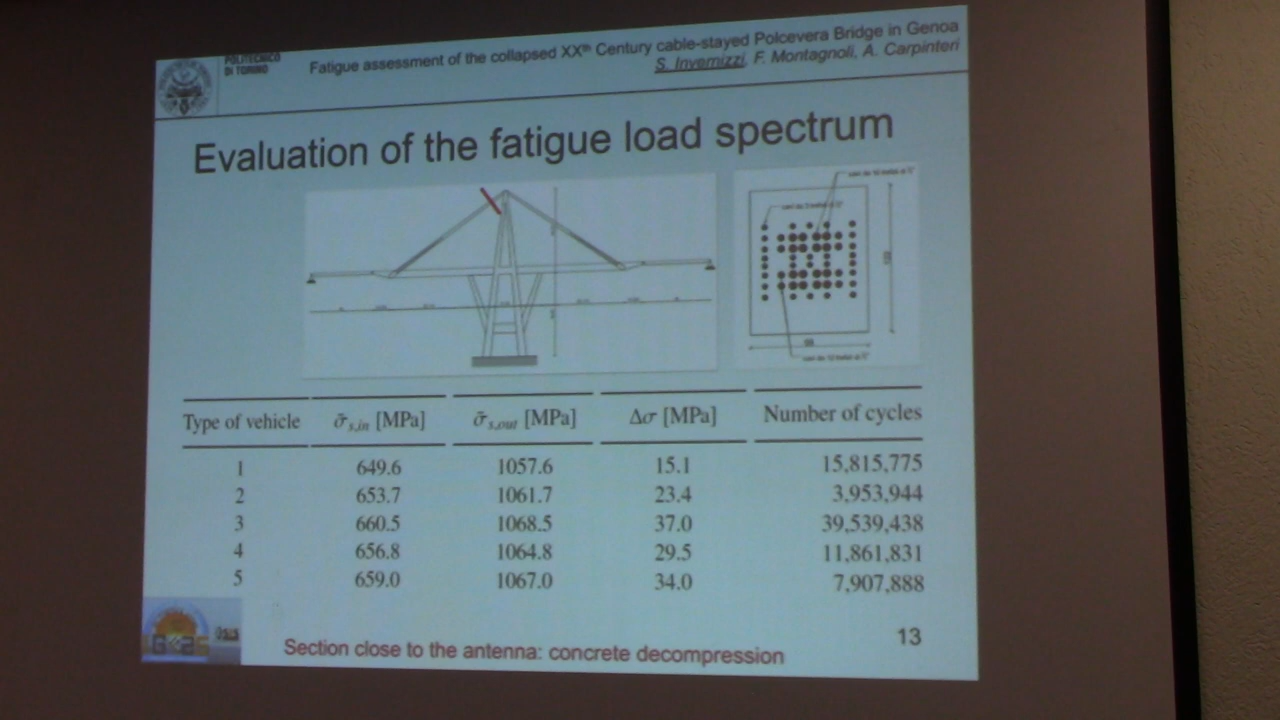 POLITECNICO
DI TORINO
Fatigue assessment of the collapsed XXth Century cable-stayed Polcevera Bridge in Genoa
S. Invernizzi, F. Montagnoli, A. Carpinteri
Evaluation of the fatigue load spectrum
Type of vehicle σ̄s,in [MPa] σ̄s,out [MPa] Δσ [MPa] Number of cycles
1 649.6 1057.6 15.1 15,815,775
2 653.7 1061.7 23.4 3,953,944
3 660.5 1068.5 37.0 39,539,438
4 656.8 1064.8 29.5 11,861,831
5 659.0 1067.0 34.0 7,907,888
Section close to the antenna: concrete decompression
13